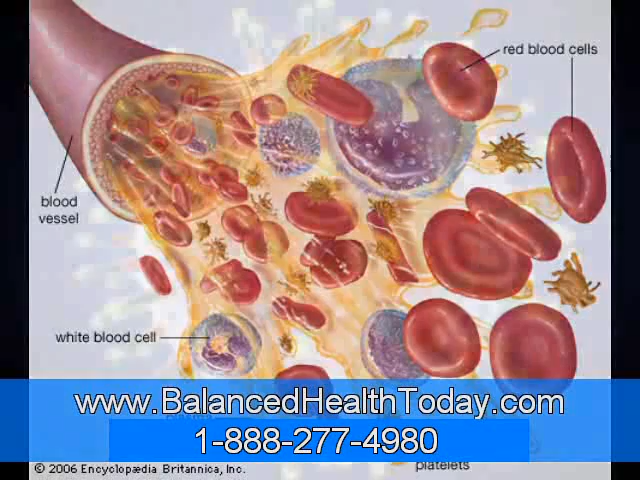 red blood cells
blood
vessel
white blood cell
www.BalancedHealthToday.com
1-888-277-4980
platelets
© 2006 Encyclopædia Britannica, Inc.